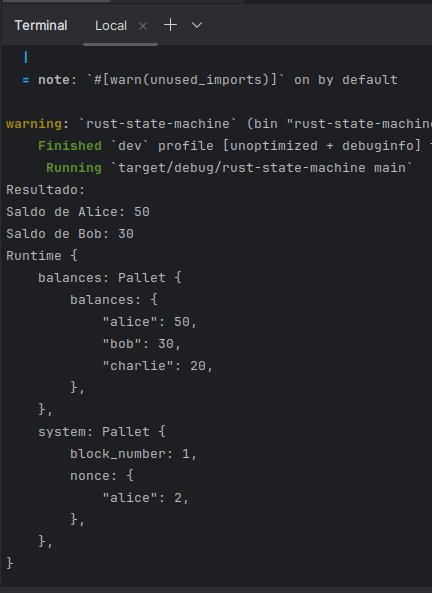 Terminal Local × +
|
= note: `#[warn(unused_imports)]` on by default
warning: `rust-state-machine` (bin "rust-state-machine
Finished `dev` profile [unoptimized + debuginfo]
Running `target/debug/rust-state-machine main`
Resultado:
Saldo de Alice: 50
Saldo de Bob: 30
Runtime {
    balances: Pallet {
        balances: {
            "alice": 50,
            "bob": 30,
            "charlie": 20,
        },
    },
    system: Pallet {
        block_number: 1,
        nonce: {
            "alice": 2,
        },
    },
}